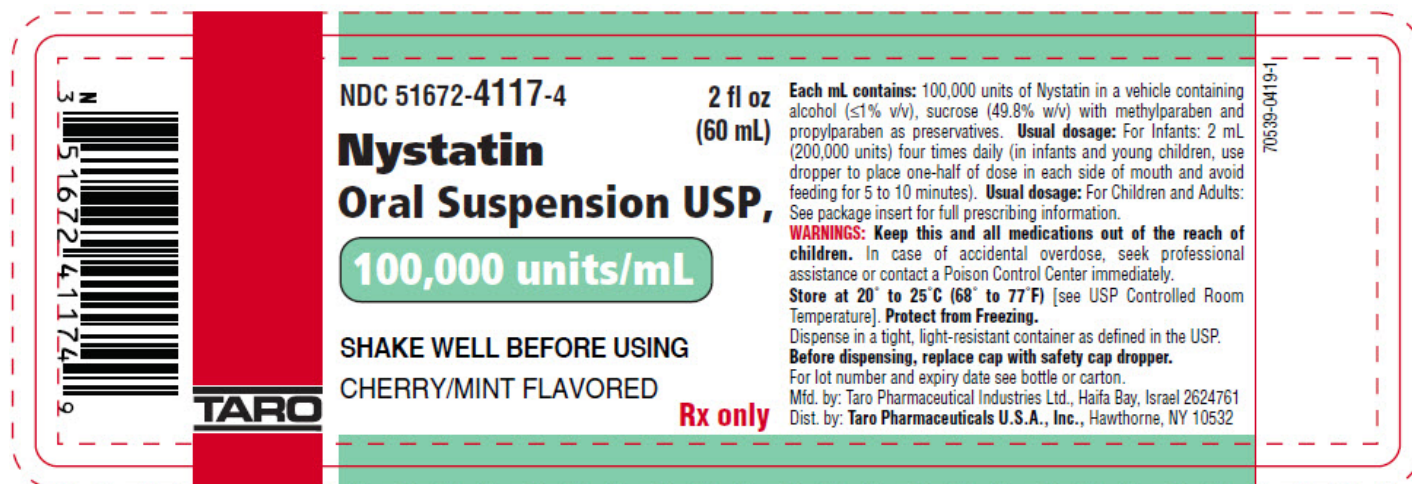 N
3 51672 41174 9
TARO
NDC 51672-4117-4
2 fl oz
(60 mL)
Nystatin
Oral Suspension USP,
100,000 units/mL
SHAKE WELL BEFORE USING
CHERRY/MINT FLAVORED
Rx only
Each mL contains: 100,000 units of Nystatin in a vehicle containing
alcohol (≤1% v/v), sucrose (49.8% w/v) with methylparaben and
propylparaben as preservatives. Usual dosage: For Infants: 2 mL
(200,000 units) four times daily (in infants and young children, use
dropper to place one-half of dose in each side of mouth and avoid
feeding for 5 to 10 minutes). Usual dosage: For Children and Adults:
See package insert for full prescribing information.
WARNINGS: Keep this and all medications out of the reach of
children. In case of accidental overdose, seek professional
assistance or contact a Poison Control Center immediately.
Store at 20˚ to 25˚C (68˚ to 77˚F) [see USP Controlled Room
Temperature]. Protect from Freezing.
Dispense in a tight, light-resistant container as defined in the USP.
Before dispensing, replace cap with safety cap dropper.
For lot number and expiry date see bottle or carton.
Mfd. by: Taro Pharmaceutical Industries Ltd., Haifa Bay, Israel 2624761
Dist. by: Taro Pharmaceuticals U.S.A., Inc., Hawthorne, NY 10532
70539-0419-1